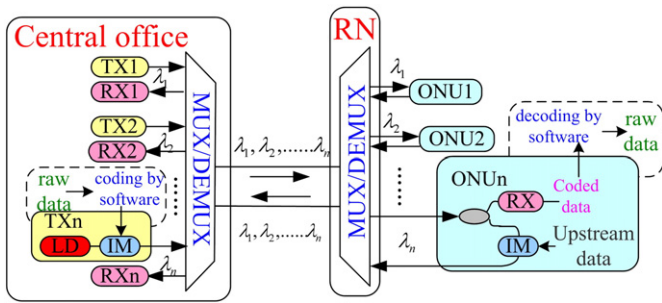 Central office
TX1
λ1
RX1
TX2
λ2
RX2
raw data
coding by software
TXn
LD
IM
RXn
λn
MUX/DEMUX
λ1, λ2,......λn
λ1, λ2,.....λn
RN
MUX/DEMUX
λ1
ONU1
λ2
ONU2
decoding by software
raw data
ONUn
RX
Coded data
IM
Upstream data
λn